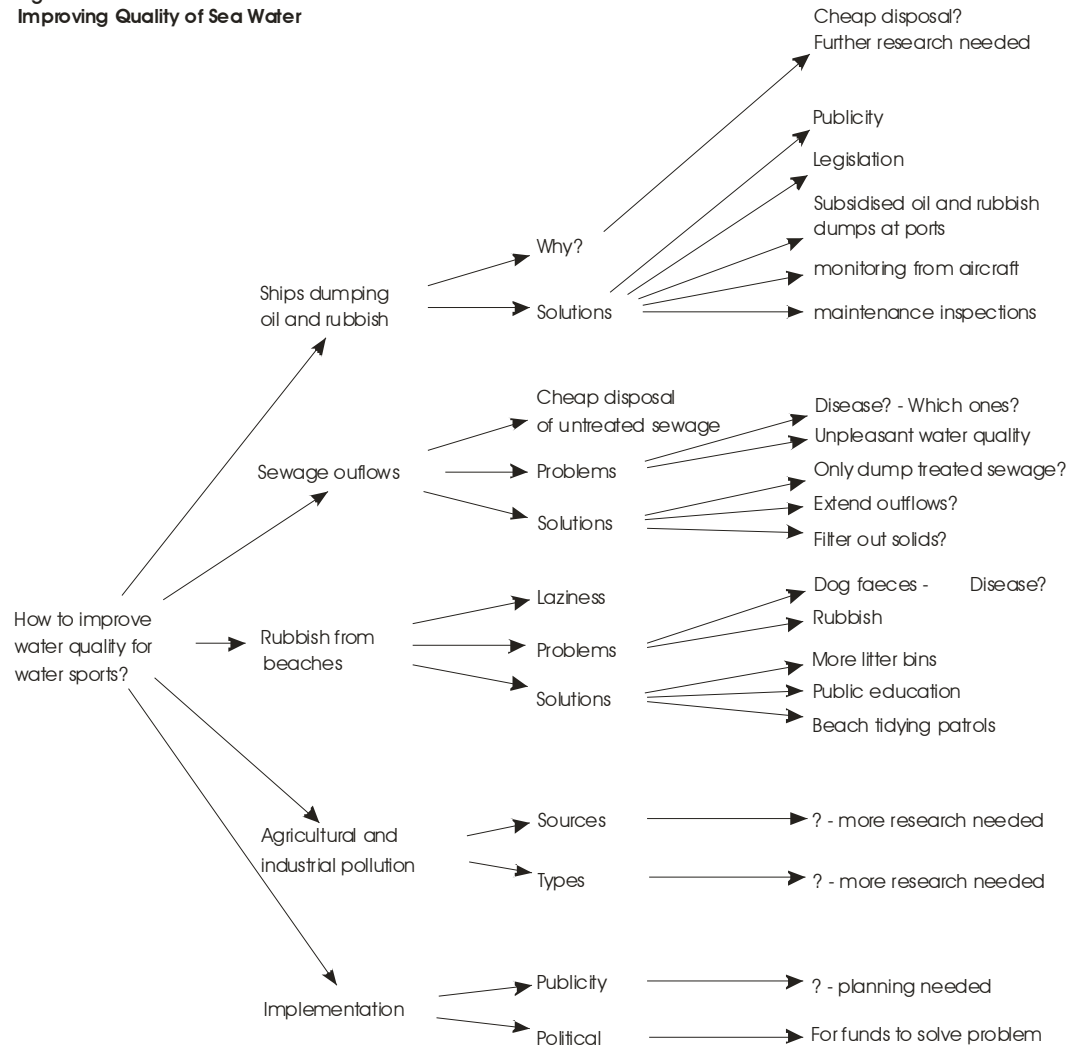 Improving Quality of Sea Water
Cheap disposal?
Further research needed
Publicity
Legislation
Subsidised oil and rubbish
dumps at ports
monitoring from aircraft
maintenance inspections
Why?
Solutions
Ships dumping
oil and rubbish
Cheap disposal
of untreated sewage
Problems
Solutions
Disease? - Which ones?
Unpleasant water quality
Only dump treated sewage?
Extend outflows?
Filter out solids?
Sewage ouflows
How to improve
water quality for
water sports?
Rubbish from
beaches
Laziness
Problems
Solutions
Dog faeces - Disease?
Rubbish
More litter bins
Public education
Beach tidying patrols
Agricultural and
industrial pollution
Sources
Types
? - more research needed
? - more research needed
Implementation
Publicity
Political
? - planning needed
For funds to solve problem